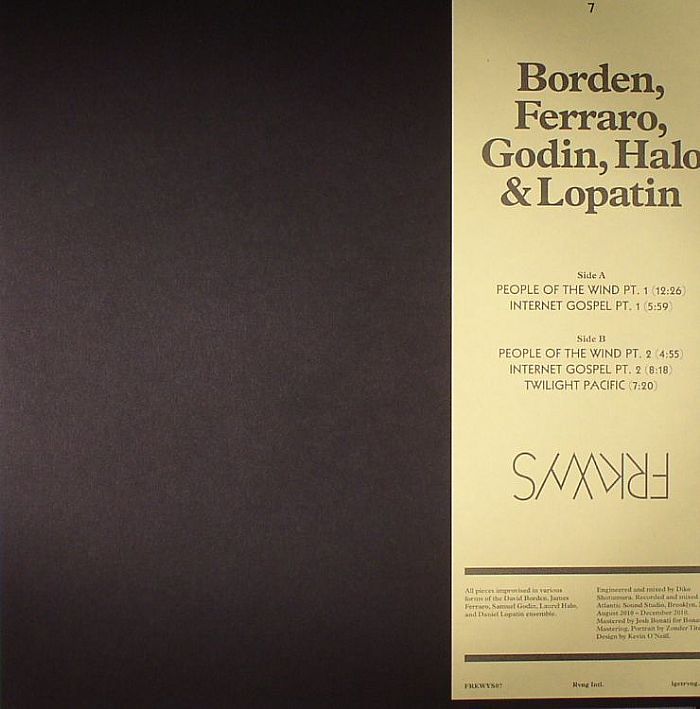 7
Borden,
Ferraro,
Godin, Halo
& Lopatin
Side A
PEOPLE OF THE WIND PT. 1 (12:26)
INTERNET GOSPEL PT. 1 (5:59)
Side B
PEOPLE OF THE WIND PT. 2 (4:55)
INTERNET GOSPEL PT. 2 (8:18)
TWILIGHT PACIFIC (7:20)
FRKWYS
All pieces improvised in various
forms of the David Borden, James
Ferraro, Samuel Godin, Laurel Halo,
and Daniel Lopatin ensemble.
Engineered and mixed by Diko
Shoturuma. Recorded and mixed
Atlantic Sound Studio, Brooklyn,
August 2010 – December 2010.
Mastered by Josh Bonati for Bona
Mastering. Portrait by Zonder Tit
Design by Kevin O'Neill.
FRKWYS07
Rvng Intl.
igetrvng.